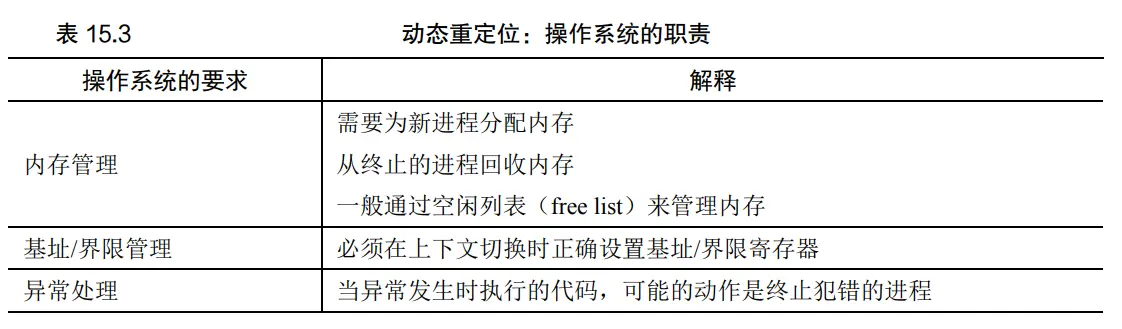 表 15.3 动态重定位：操作系统的职责
操作系统的要求 解释
需要为新进程分配内存
内存管理 从终止的进程回收内存
一般通过空闲列表（free list）来管理内存
基址/界限管理 必须在上下文切换时正确设置基址/界限寄存器
异常处理 当异常发生时执行的代码，可能的动作是终止犯错的进程